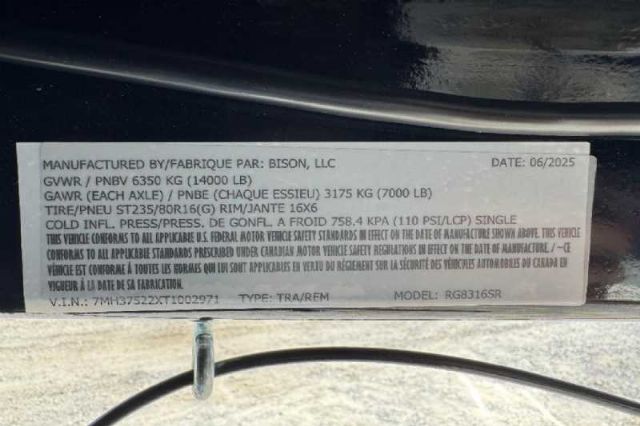 MANUFACTURED BY/FABRIQUE PAR: BISON, LLC DATE: 06/2025
GVWR / PNBV 6350 KG (14000 LB)
GAWR (EACH AXLE) / PNBE (CHAQUE ESSIEU) 3175 KG (7000 LB)
TIRE/PNEU ST235/80R16(G) RIM/JANTE 16X6
COLD INFL. PRESS/PRESS. DE GONFL. A FROID 758.4 KPA (110 PSI/LCP) SINGLE
THIS VEHICLE CONFORMS TO ALL APPLICABLE U.S. FEDERAL MOTOR VEHICLE SAFETY STANDARDS IN EFFECT ON THE DATE OF MANUFACTURE SHOWN ABOVE. / THIS VEHICLE
CONFORMS TO ALL APPLICABLE STANDARDS PRESCRIBED UNDER CANADIAN MOTOR VEHICLE SAFETY REGULATIONS IN EFFECT ON THE DATE OF MANUFACTURE. / —CE
VÉHICULE EST CONFORME À TOUTES LES NORMES QUI LUI SONT APPLICABLES EN VERTU DU RÈGLEMENT SUR LA SÉCURITÉ DES VÉHICULES AUTOMOBILES DU CANADA EN
VIGUEUR À LA DATE DE SA FABRICATION.
V.I.N.: 7MH37S22XT1002971 TYPE: TRA/REM MODEL: RG8316SR